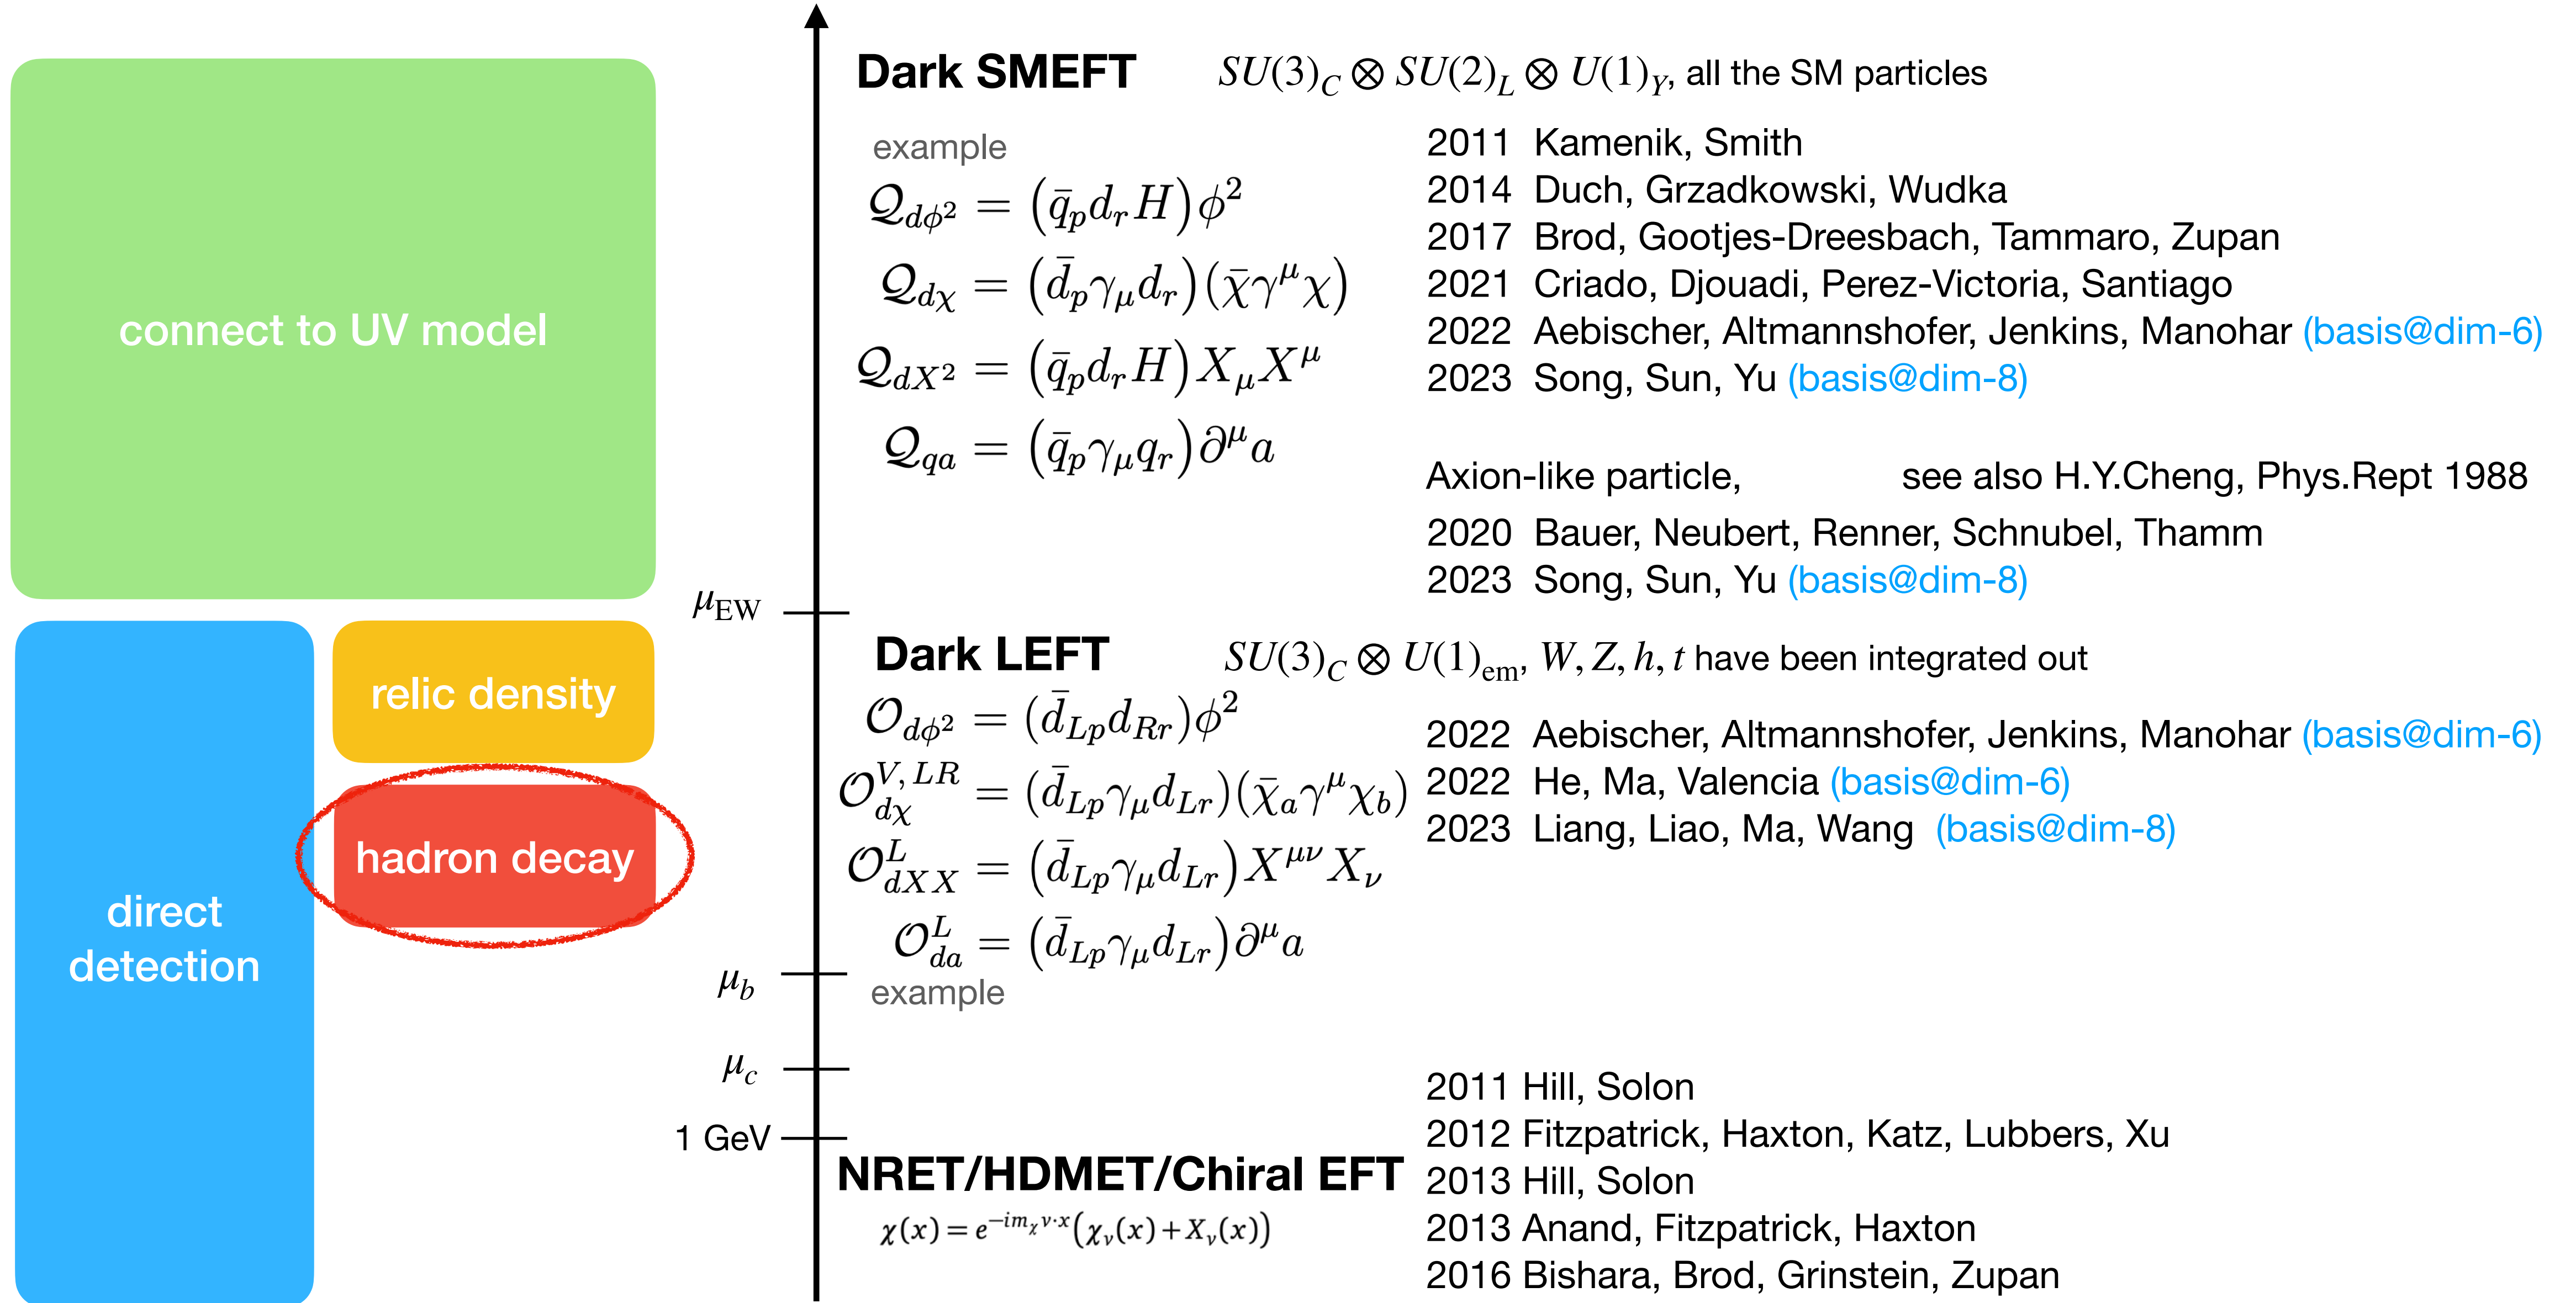 connect to UV model
relic density
hadron decay
direct
detection
μ_EW
μ_b
μ_c
1 GeV
Dark SMEFT SU(3)_C ⊗ SU(2)_L ⊗ U(1)_Y, all the SM particles
example
𝒬_{dϕ²} = (q̄_p d_r H)ϕ²
𝒬_{dχ} = (d̄_p γ_μ d_r)(χ̄γ^μ χ)
𝒬_{dX²} = (q̄_p d_r H)X_μ X^μ
𝒬_{qa} = (q̄_p γ_μ q_r)∂^μ a
2011 Kamenik, Smith
2014 Duch, Grzadkowski, Wudka
2017 Brod, Gootjes-Dreesbach, Tammaro, Zupan
2021 Criado, Djouadi, Perez-Victoria, Santiago
2022 Aebischer, Altmannshofer, Jenkins, Manohar (basis@dim-6)
2023 Song, Sun, Yu (basis@dim-8)
Axion-like particle, see also H.Y.Cheng, Phys.Rept 1988
2020 Bauer, Neubert, Renner, Schnubel, Thamm
2023 Song, Sun, Yu (basis@dim-8)
Dark LEFT SU(3)_C ⊗ U(1)_em, W, Z, h, t have been integrated out
𝒪_{dϕ²} = (d̄_{Lp} d_{Rr})ϕ²
𝒪_{dχ}^{V,LR} = (d̄_{Lp} γ_μ d_{Lr})(χ̄_a γ^μ χ_b)
𝒪_{dXX}^{L} = (d̄_{Lp} γ_μ d_{Lr})X^{μν} X_ν
𝒪_{da}^{L} = (d̄_{Lp} γ_μ d_{Lr})∂^μ a
example
2022 Aebischer, Altmannshofer, Jenkins, Manohar (basis@dim-6)
2022 He, Ma, Valencia (basis@dim-6)
2023 Liang, Liao, Ma, Wang (basis@dim-8)
NRET/HDMET/Chiral EFT
χ(x) = e^{−im_χ v·x}(χ_v(x) + X_v(x))
2011 Hill, Solon
2012 Fitzpatrick, Haxton, Katz, Lubbers, Xu
2013 Hill, Solon
2013 Anand, Fitzpatrick, Haxton
2016 Bishara, Brod, Grinstein, Zupan